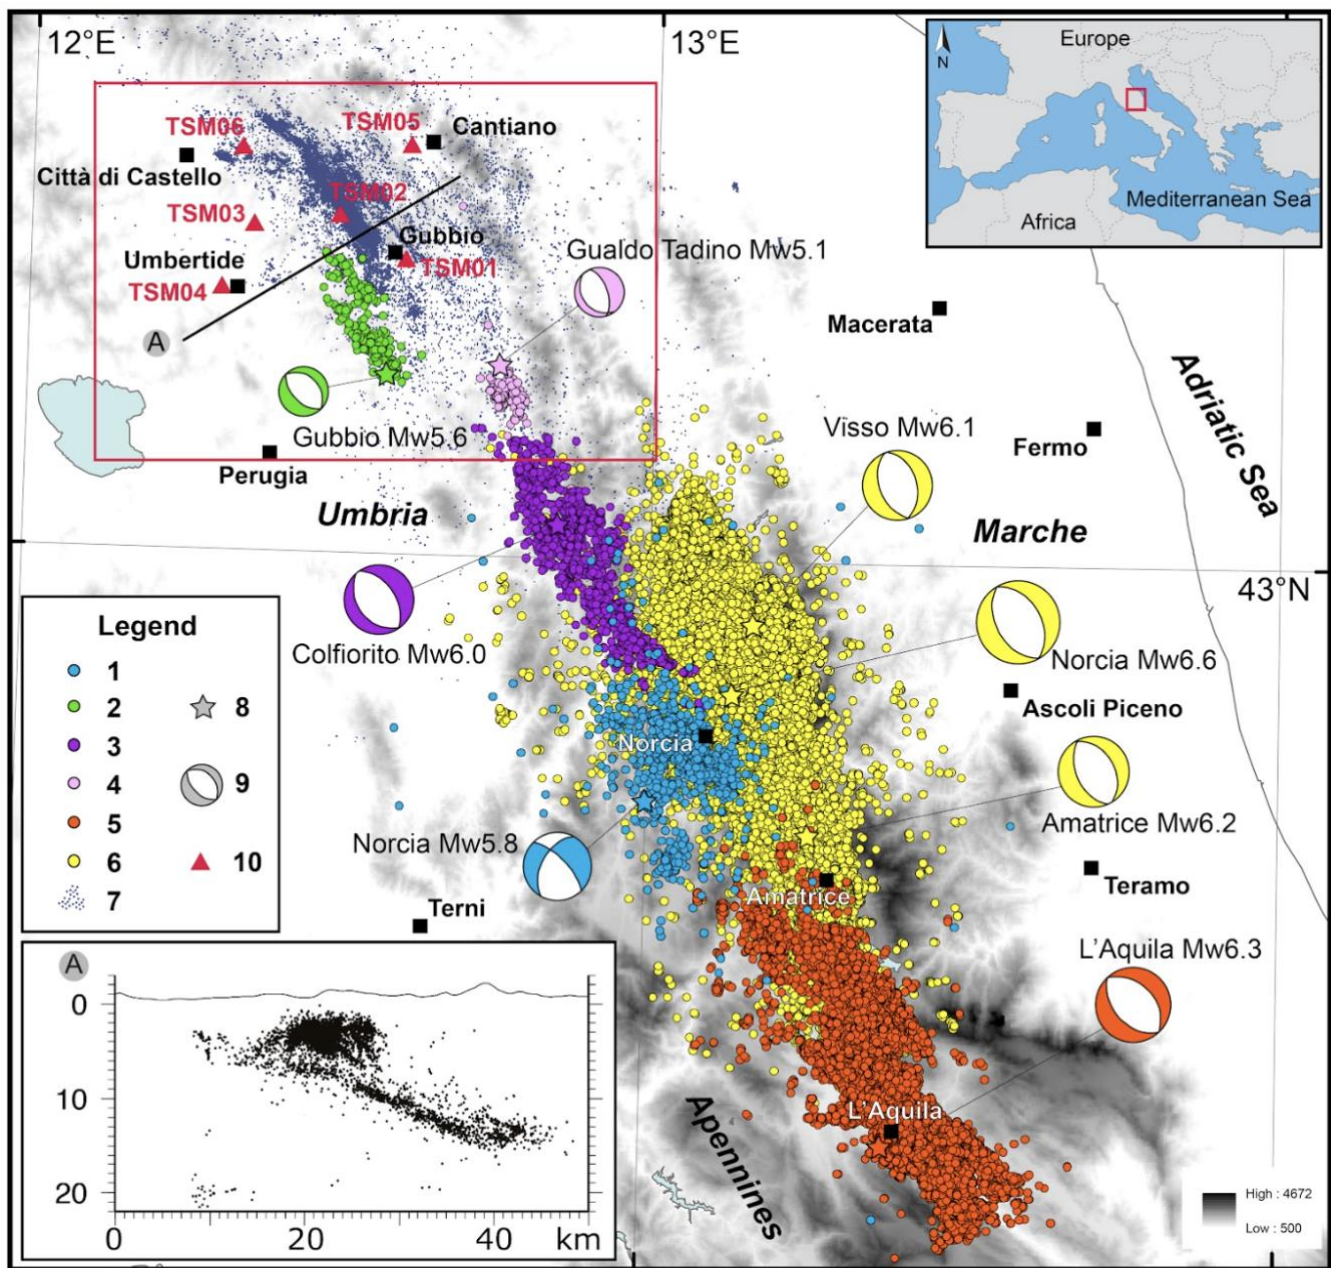 12°E
13°E
Europe
N
TSM06
TSM05
Cantiano
Città di Castello
Mediterranean Sea
TSM02
TSM03
Africa
Gubbio
Gualdo Tadino Mw5.1
Umbertide
TSM01
TSM04
Macerata
A
Adriatic Sea
Visso Mw6.1
Gubbio Mw5.6
Fermo
Perugia
Umbria
Marche
43°N
Legend
Colfiorito Mw6.0
Norcia Mw6.6
1
2
3
4
5
6
7
8
9
10
Ascoli Piceno
Norcia
Amatrice Mw6.2
Norcia Mw5.8
Teramo
Amatrice
Terni
L'Aquila Mw6.3
A
0
10
20
0
20
40
km
L'Aquila
Apennines
High : 4672
Low : 500